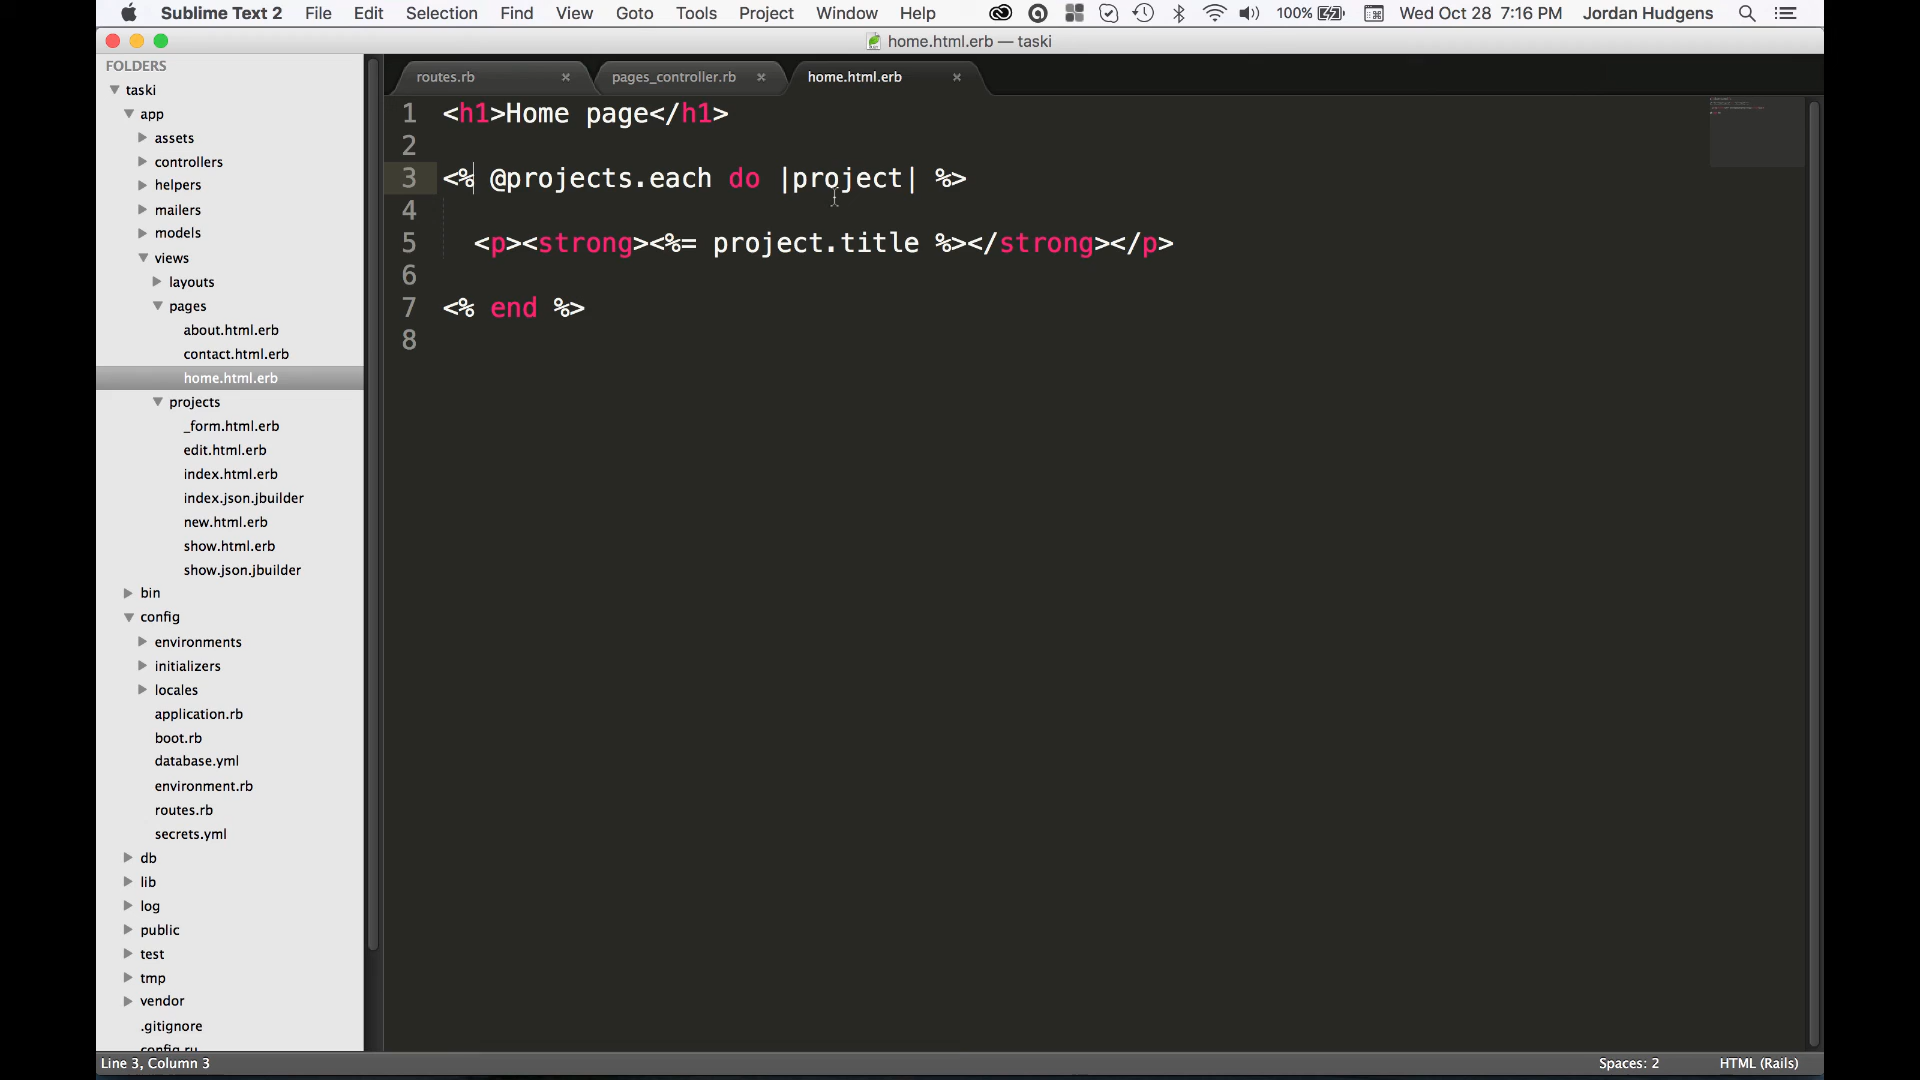 Sublime Text 2 File Edit Selection Find View Goto Tools Project Window Help 100% Wed Oct 28 7:16 PM Jordan Hudgens
home.html.erb — taski
FOLDERS
taski
app
assets
controllers
helpers
mailers
models
views
layouts
pages
about.html.erb
contact.html.erb
home.html.erb
projects
_form.html.erb
edit.html.erb
index.html.erb
index.json.jbuilder
new.html.erb
show.html.erb
show.json.jbuilder
bin
config
environments
initializers
locales
application.rb
boot.rb
database.yml
environment.rb
routes.rb
secrets.yml
db
lib
log
public
test
tmp
vendor
.gitignore
config.ru
routes.rb × pages_controller.rb × home.html.erb ×
1 <h1>Home page</h1>
2
3 <% @projects.each do |project| %>
4
5 <p><strong><%= project.title %></strong></p>
6
7 <% end %>
8
Line 3, Column 3 Spaces: 2 HTML (Rails)